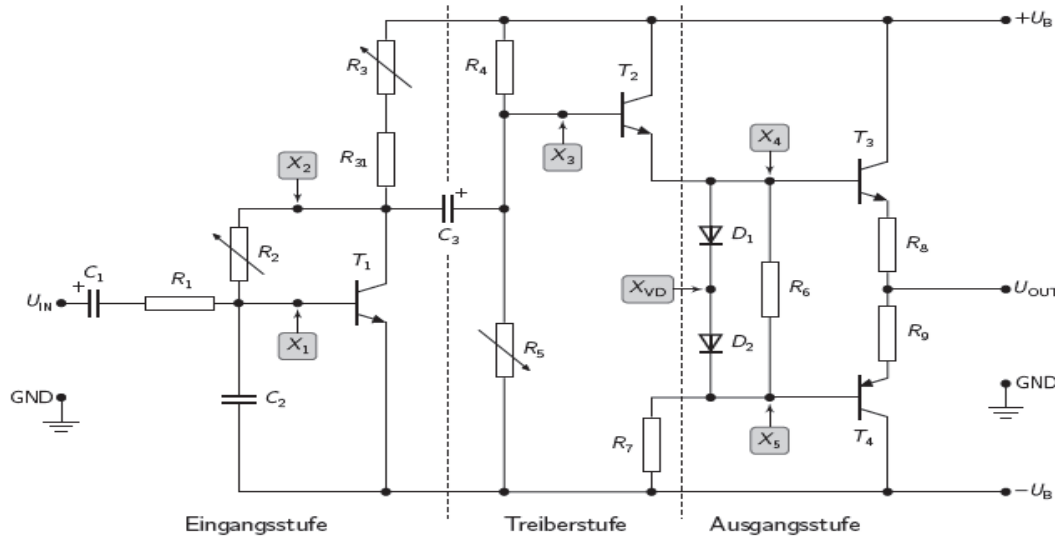 +U_B
R_3
R_4
T_2
X_3
X_4
T_3
R_31
X_2
C_3
+
R_2
D_1
R_8
C_1
+
R_1
T_1
U_IN
X_VD
R_6
U_OUT
X_1
R_5
D_2
R_9
GND
C_2
GND
R_7
X_5
T_4
−U_B
Eingangsstufe
Treiberstufe
Ausgangsstufe